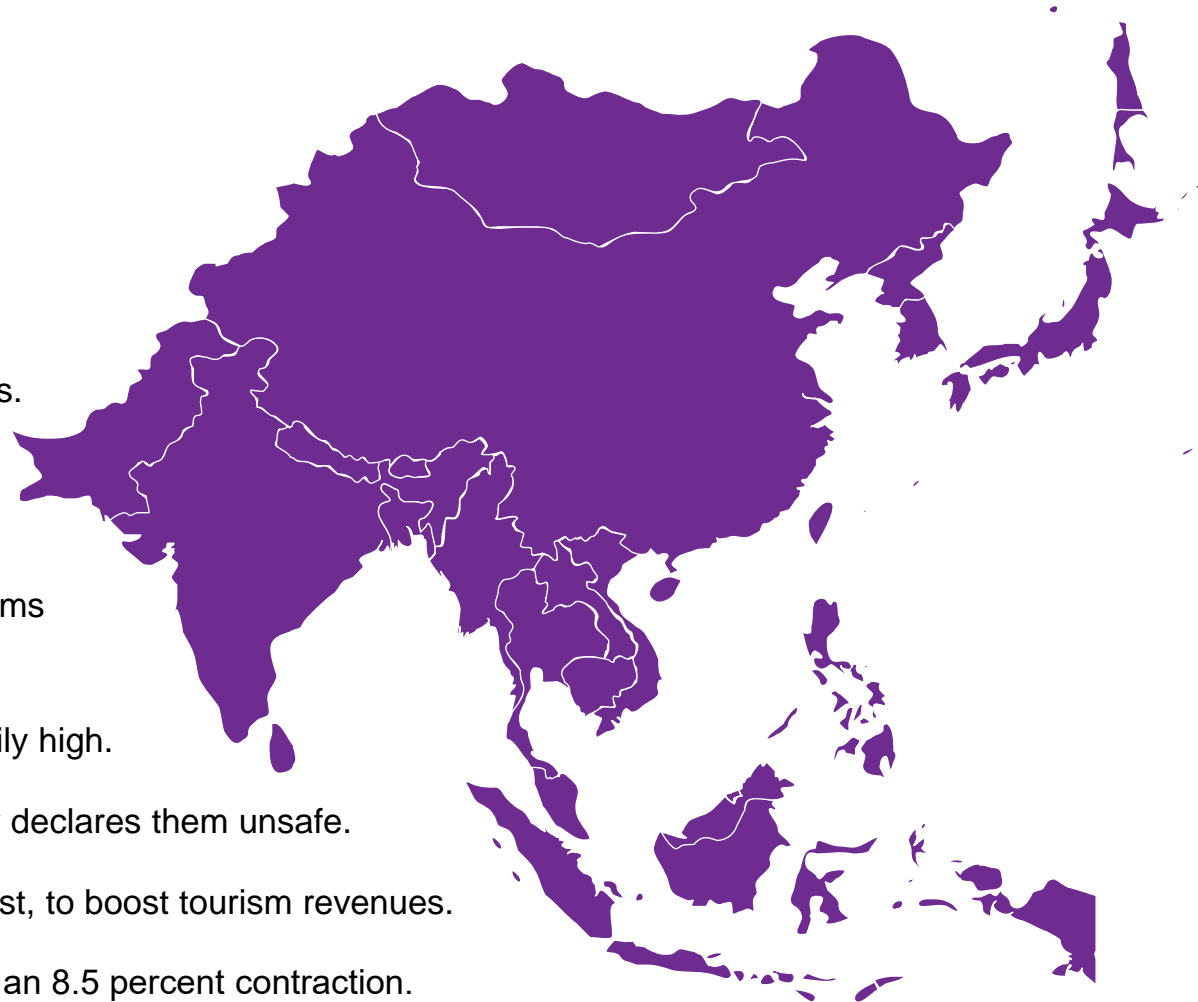 s.
ms
ily high.
declares them unsafe.
st, to boost tourism revenues.
an 8.5 percent contraction.